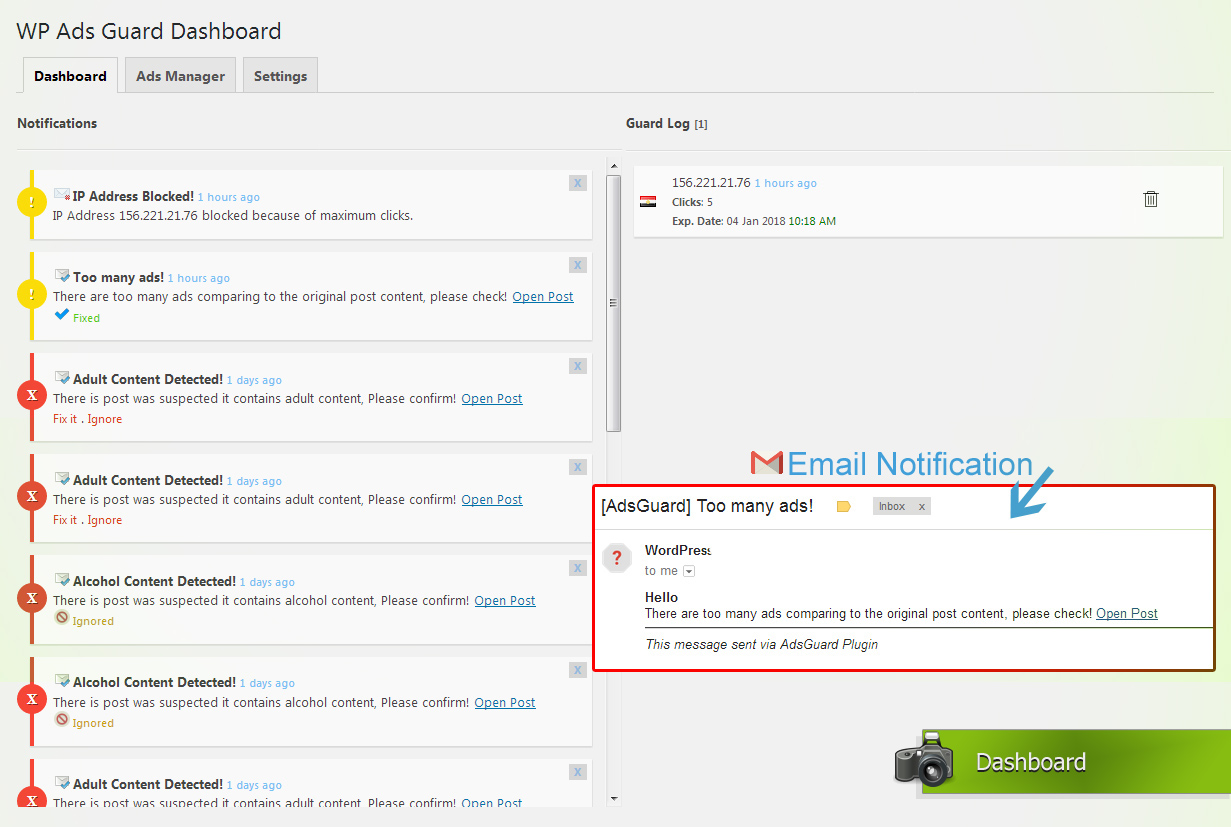 WP Ads Guard Dashboard
Dashboard
Ads Manager
Settings
Notifications
! IP Address Blocked! 1 hours ago X
IP Address 156.221.21.76 blocked because of maximum clicks.
! Too many ads! 1 hours ago X
There are too many ads comparing to the original post content, please check! Open Post
Fixed
X Adult Content Detected! 1 days ago X
There is post was suspected it contains adult content, Please confirm! Open Post
Fix it . Ignore
X Adult Content Detected! 1 days ago X
There is post was suspected it contains adult content, Please confirm! Open Post
Fix it . Ignore
X Alcohol Content Detected! 1 days ago X
There is post was suspected it contains alcohol content, Please confirm! Open Post
Ignored
X Alcohol Content Detected! 1 days ago X
There is post was suspected it contains alcohol content, Please confirm! Open Post
Ignored
X Adult Content Detected! 1 days ago X
There is post was suspected it contains adult content, Please confirm! Open Post
Guard Log [1]
156.221.21.76 1 hours ago
Clicks: 5
Exp. Date: 04 Jan 2018 10:18 AM
Email Notification
[AdsGuard] Too many ads! Inbox x
? WordPress
to me
Hello
There are too many ads comparing to the original post content, please check! Open Post
This message sent via AdsGuard Plugin
Dashboard